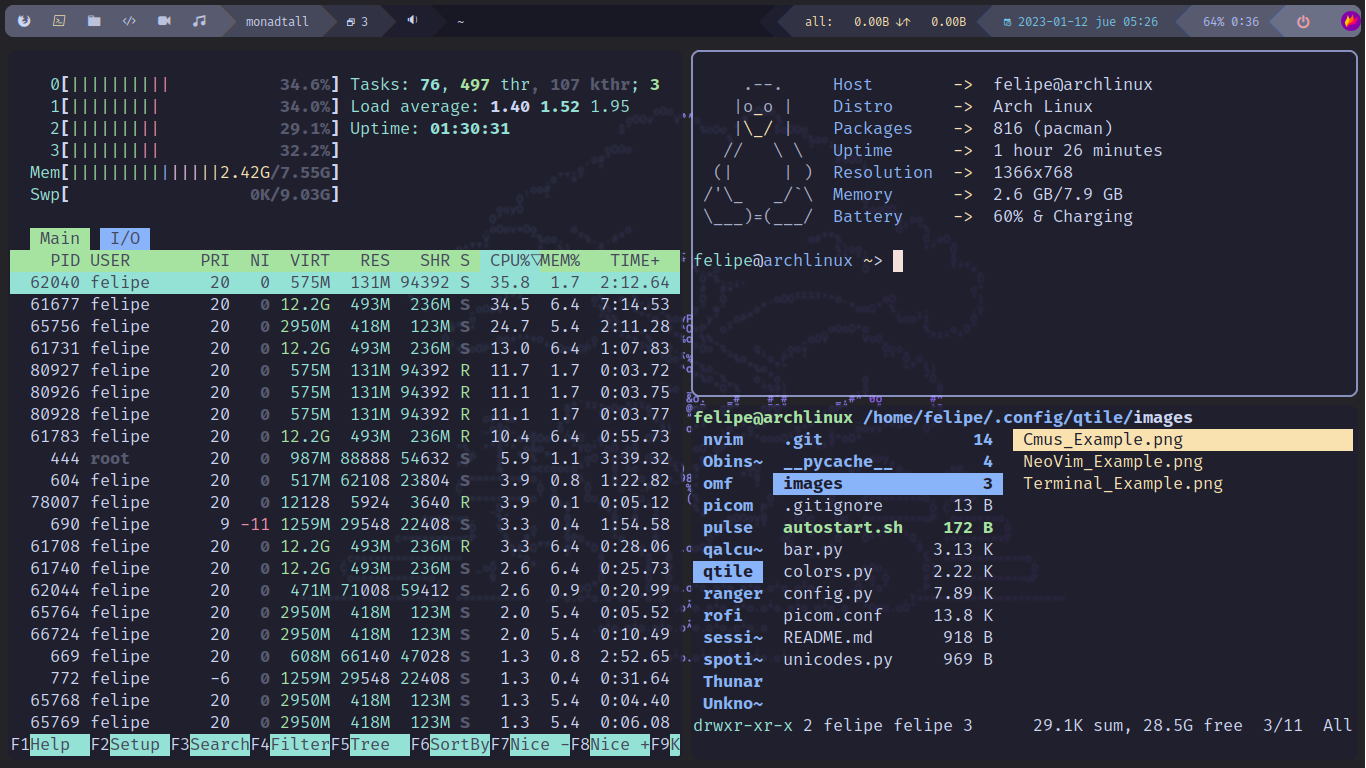 monadtall 3 ~ all: 0.00B ↓↑ 0.00B 2023-01-12 jue 05:26 64% 0:36
0[|||||||||| 34.6%] Tasks: 76, 497 thr, 107 kthr; 3
1[||||||||| 34.0%] Load average: 1.40 1.52 1.95
2[||||||||| 29.1%] Uptime: 01:30:31
3[||||||||| 32.2%]
Mem[|||||||||||||||2.42G/7.55G]
Swp[ 0K/9.03G]
Main I/O
PID USER PRI NI VIRT RES SHR S CPU%▽MEM% TIME+
62040 felipe 20 0 575M 131M 94392 S 35.8 1.7 2:12.64
61677 felipe 20 0 12.2G 493M 236M S 34.5 6.4 7:14.53
65756 felipe 20 0 2950M 418M 123M S 24.7 5.4 2:11.28
61731 felipe 20 0 12.2G 493M 236M S 13.0 6.4 1:07.83
80927 felipe 20 0 575M 131M 94392 R 11.7 1.7 0:03.72
80926 felipe 20 0 575M 131M 94392 R 11.1 1.7 0:03.75
80928 felipe 20 0 575M 131M 94392 R 11.1 1.7 0:03.77
61783 felipe 20 0 12.2G 493M 236M R 10.4 6.4 0:55.73
444 root 20 0 987M 88888 54632 S 5.9 1.1 3:39.32
604 felipe 20 0 517M 62108 23804 S 3.9 0.8 1:22.82
78007 felipe 20 0 12128 5924 3640 R 3.9 0.1 0:05.12
690 felipe 9 -11 1259M 29548 22408 S 3.3 0.4 1:54.58
61708 felipe 20 0 12.2G 493M 236M R 3.3 6.4 0:28.06
61740 felipe 20 0 12.2G 493M 236M S 2.6 6.4 0:25.73
62044 felipe 20 0 471M 71008 59412 S 2.6 0.9 0:20.99
65764 felipe 20 0 2950M 418M 123M S 2.0 5.4 0:05.52
66724 felipe 20 0 2950M 418M 123M S 2.0 5.4 0:10.49
669 felipe 20 0 608M 66140 47028 S 1.3 0.8 2:52.65
772 felipe -6 0 1259M 29548 22408 S 1.3 0.4 0:31.64
65768 felipe 20 0 2950M 418M 123M S 1.3 5.4 0:04.40
65769 felipe 20 0 2950M 418M 123M S 1.3 5.4 0:06.08
F1Help F2Setup F3SearchF4FilterF5Tree F6SortByF7Nice -F8Nice +F9K
.--. Host -> felipe@archlinux
|o_o | Distro -> Arch Linux
|\_/ | Packages -> 816 (pacman)
// \ \ Uptime -> 1 hour 26 minutes
(| | ) Resolution -> 1366x768
/'\_ _/`\ Memory -> 2.6 GB/7.9 GB
\___)=(___/ Battery -> 60% & Charging
felipe@archlinux ~>
felipe@archlinux /home/felipe/.config/qtile/images
nvim .git 14 Cmus_Example.png
Obins~ __pycache__ 4 NeoVim_Example.png
omf images 3 Terminal_Example.png
picom .gitignore 13 B
pulse autostart.sh 172 B
qalcu~ bar.py 3.13 K
qtile colors.py 2.22 K
ranger config.py 7.89 K
rofi picom.conf 13.8 K
sessi~ README.md 918 B
spoti~ unicodes.py 969 B
Thunar
Unkno~
drwxr-xr-x 2 felipe felipe 3 29.1K sum, 28.5G free 3/11 All